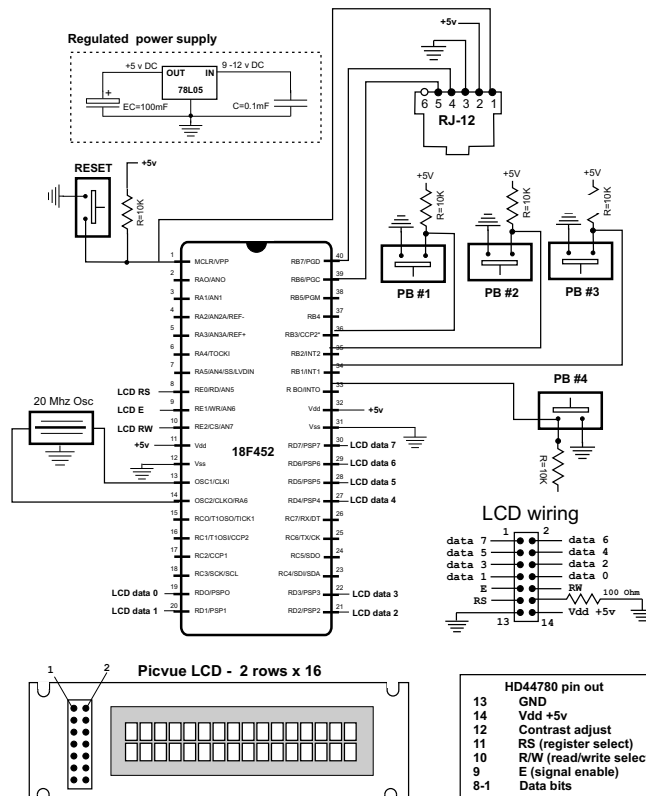 +5v
Regulated power supply
+5 v DC
OUT
IN
9 -12 v DC
78L05
+
EC=100mF
C=0.1mF
6 5 4 3 2 1
RJ-12
RESET
+5v
R=10K
+5V
R=10K
+5V
R=10K
+5V
R=10K
PB #1
PB #2
PB #3
1 MCLR/VPP
RB7/PGD 40
2 RAO/ANO
RB6/PGC 39
3 RA1/AN1
RB5/PGM 38
4 RA2/AN2A/REF-
RB4 37
5 RA3/AN3A/REF+
RB3/CCP2* 36
6 RA4/TOCKI
RB2/INT2 35
7 RA5/AN4/SS/LVDIN
RB1/INT1 34
LCD RS 8 RE0/RD/AN5
R BO/INTO 33
LCD E 9 RE1/WR/AN6
Vdd 32 +5v
LCD RW 10 RE2/CS/AN7
Vss 31
+5v 11 Vdd
RD7/PSP7 30 LCD data 7
12 Vss
RD6/PSP6 29 LCD data 6
13 OSC1/CLKI
RD5/PSP5 28 LCD data 5
14 OSC2/CLKO/RA6
RD4/PSP4 27 LCD data 4
15 RCO/T1OSO/TICK1
RC7/RX/DT 26
16 RC1/T1OSI/CCP2
RC6/TX/CK 25
17 RC2/CCP1
RC5/SDO 24
18 RC3/SCK/SCL
RC4/SDI/SDA 23
LCD data 0 19 RDO/PSPO
RD3/PSP3 22 LCD data 3
LCD data 1 20 RD1/PSP1
RD2/PSP2 21 LCD data 2
18F452
20 Mhz Osc
PB #4
R=10K
LCD wiring
1 2
data 7
data 6
data 5
data 4
data 3
data 2
data 1
data 0
E
RW
RS
100 Ohm
Vdd +5v
13 14
Picvue LCD - 2 rows x 16
1 2
HD44780 pin out
13 GND
14 Vdd +5v
12 Contrast adjust
11 RS (register select)
10 R/W (read/write selec
9 E (signal enable)
8-1 Data bits